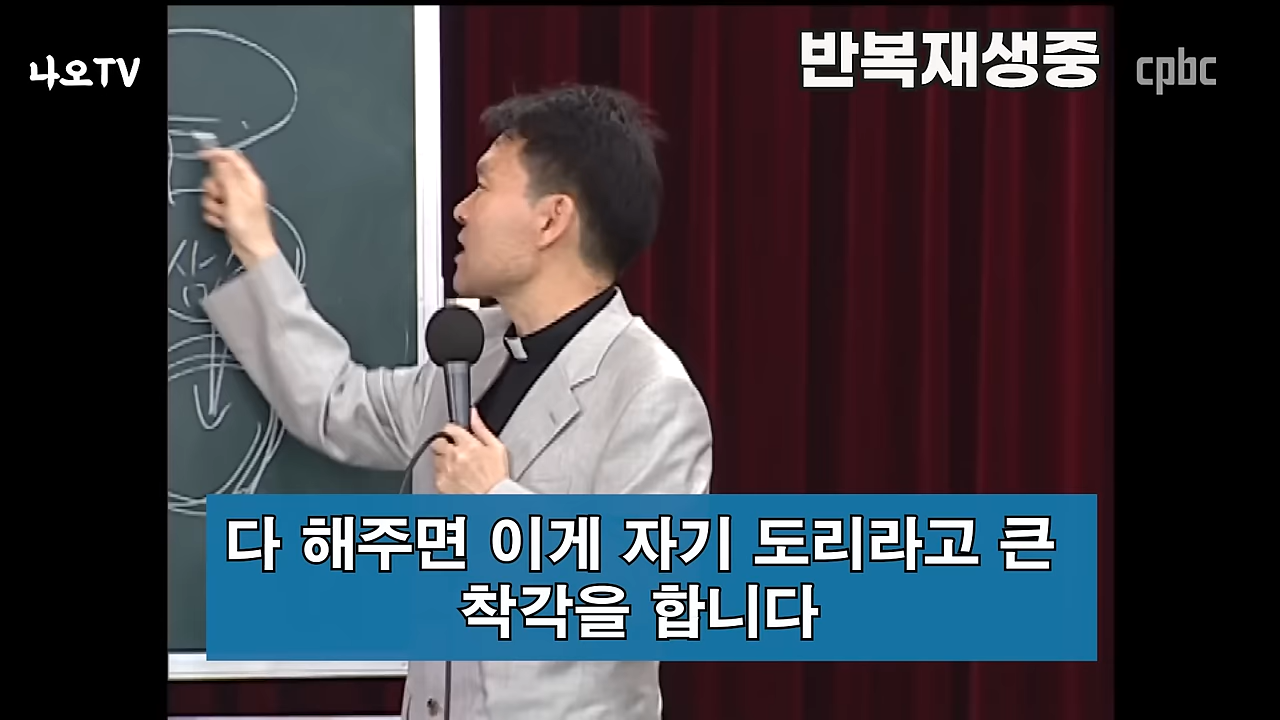 나오TV
반복재생중
cpbc
삼
다 해주면 이게 자기 도리라고 큰
착각을 합니다